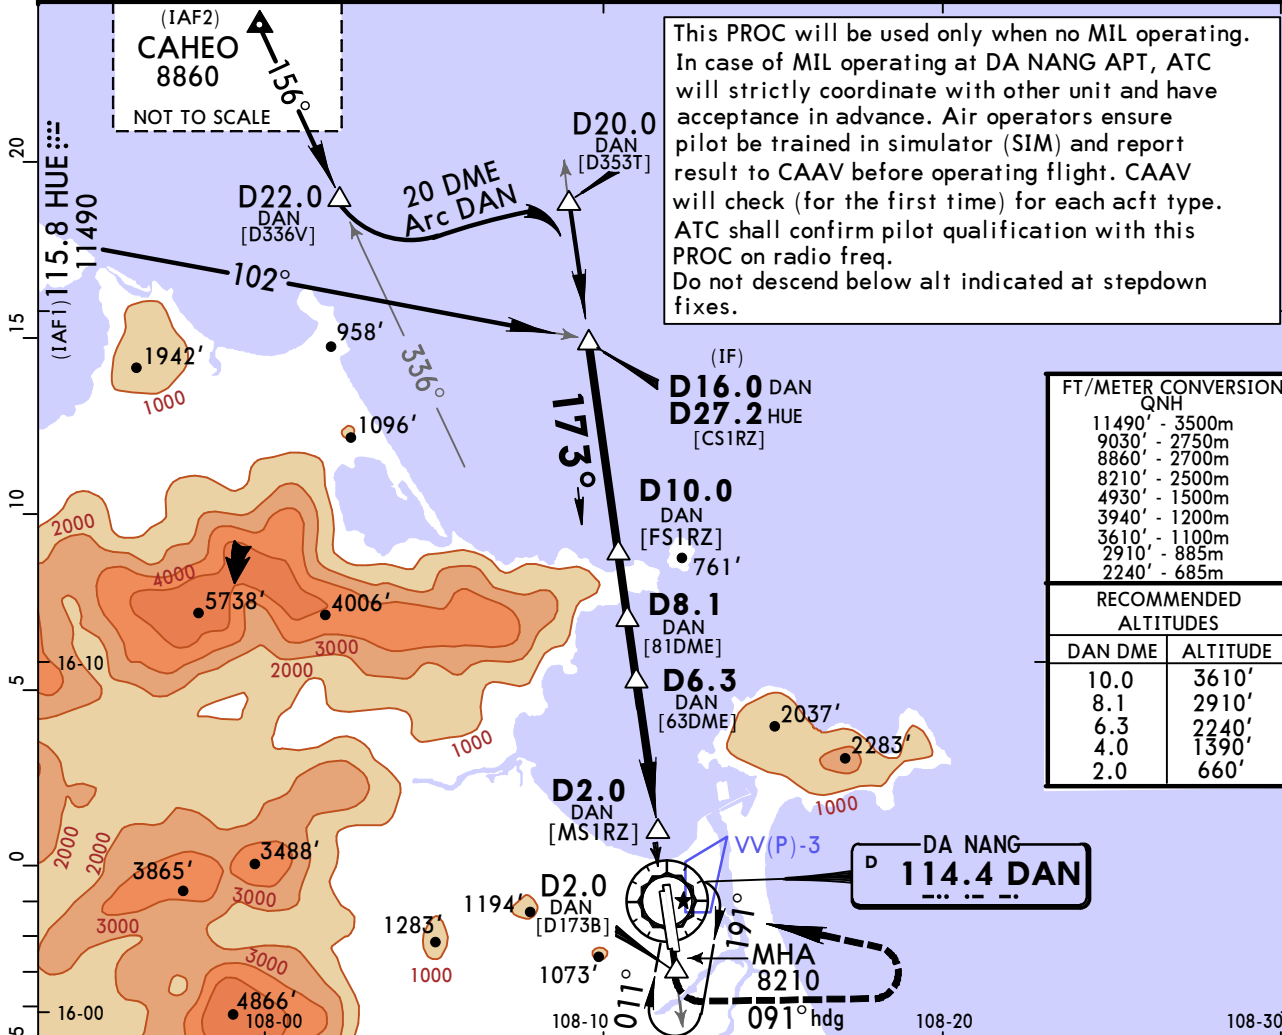 (IAF2)
CAHEO
8860
NOT TO SCALE
156°
This PROC will be used only when no MIL operating.
In case of MIL operating at DA NANG APT, ATC
will strictly coordinate with other unit and have
acceptance in advance. Air operators ensure
pilot be trained in simulator (SIM) and report
result to CAAV before operating flight. CAAV
will check (for the first time) for each acft type.
ATC shall confirm pilot qualification with this
PROC on radio freq.
Do not descend below alt indicated at stepdown
fixes.
D20.0
DAN
[D353T]
20 DME
Arc DAN
D22.0
DAN
[D336V]
(IAF1) 115.8 HUE
11490
102°
336°
20
15
10
5
0
5
1942'
1000
958'
1096'
(IF)
D16.0 DAN
D27.2 HUE
[CS1RZ]
173°
FT/METER CONVERSION
QNH
11490' - 3500m
9030' - 2750m
8860' - 2700m
8210' - 2500m
4930' - 1500m
3940' - 1200m
3610' - 1100m
2910' - 885m
2240' - 685m
RECOMMENDED
ALTITUDES
DAN DME ALTITUDE
10.0 3610'
8.1 2910'
6.3 2240'
4.0 1390'
2.0 660'
D10.0
DAN
[FS1RZ]
761'
2000
4000
5738'
4006'
3000
2000
16-10
1000
D8.1
DAN
[81DME]
D6.3
DAN
[63DME]
2037'
2283'
1000
D2.0
DAN
[MS1RZ]
VV(P)-3
DA NANG
D 114.4 DAN
2000
2000
3865'
3488'
3000
3000
3000
4866'
1283'
1000
1194'
1073'
D2.0
DAN
[D173B]
191°
011°
MHA
8210
091° hdg
16-00
108-00
108-10
108-20
108-30